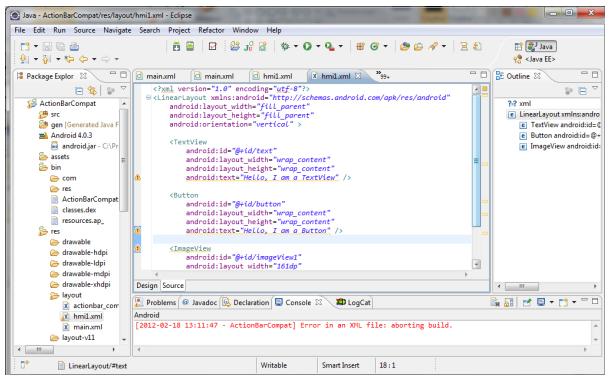 Java - ActionBarCompat/res/layout/hmi1.xml - Eclipse
File Edit Run Source Navigate Search Project Refactor Window Help
Java
<Java EE>
Package Explor
ActionBarCompat
src
gen [Generated Java F
Android 4.0.3
android.jar - C:\Pr
assets
bin
com
res
ActionBarCompat
classes.dex
resources.ap_
res
drawable
drawable-hdpi
drawable-ldpi
drawable-mdpi
drawable-xhdpi
layout
actionbar_com
hmi1.xml
main.xml
layout-v11
main.xml main.xml hmi1.xml hmi1.xml
<?xml version="1.0" encoding="utf-8"?>
<LinearLayout xmlns:android="http://schemas.android.com/apk/res/android"
android:layout_width="fill_parent"
android:layout_height="fill_parent"
android:orientation="vertical" >
<TextView
android:id="@+id/text"
android:layout_width="wrap_content"
android:layout_height="wrap_content"
android:text="Hello, I am a TextView" />
<Button
android:id="@+id/button"
android:layout_width="wrap_content"
android:layout_height="wrap_content"
android:text="Hello, I am a Button" />
<ImageView
android:id="@+id/imageView1"
android:layout_width="161dp"
Design Source
Outline
?=? xml
LinearLayout xmlns:andro
TextView android:id=
Button android:id=@+
ImageView android:id:
Problems @ Javadoc Declaration Console LogCat
Android
[2012-02-18 13:11:47 - ActionBarCompat] Error in an XML file: aborting build.
LinearLayout/#text Writable Smart Insert 18 : 1